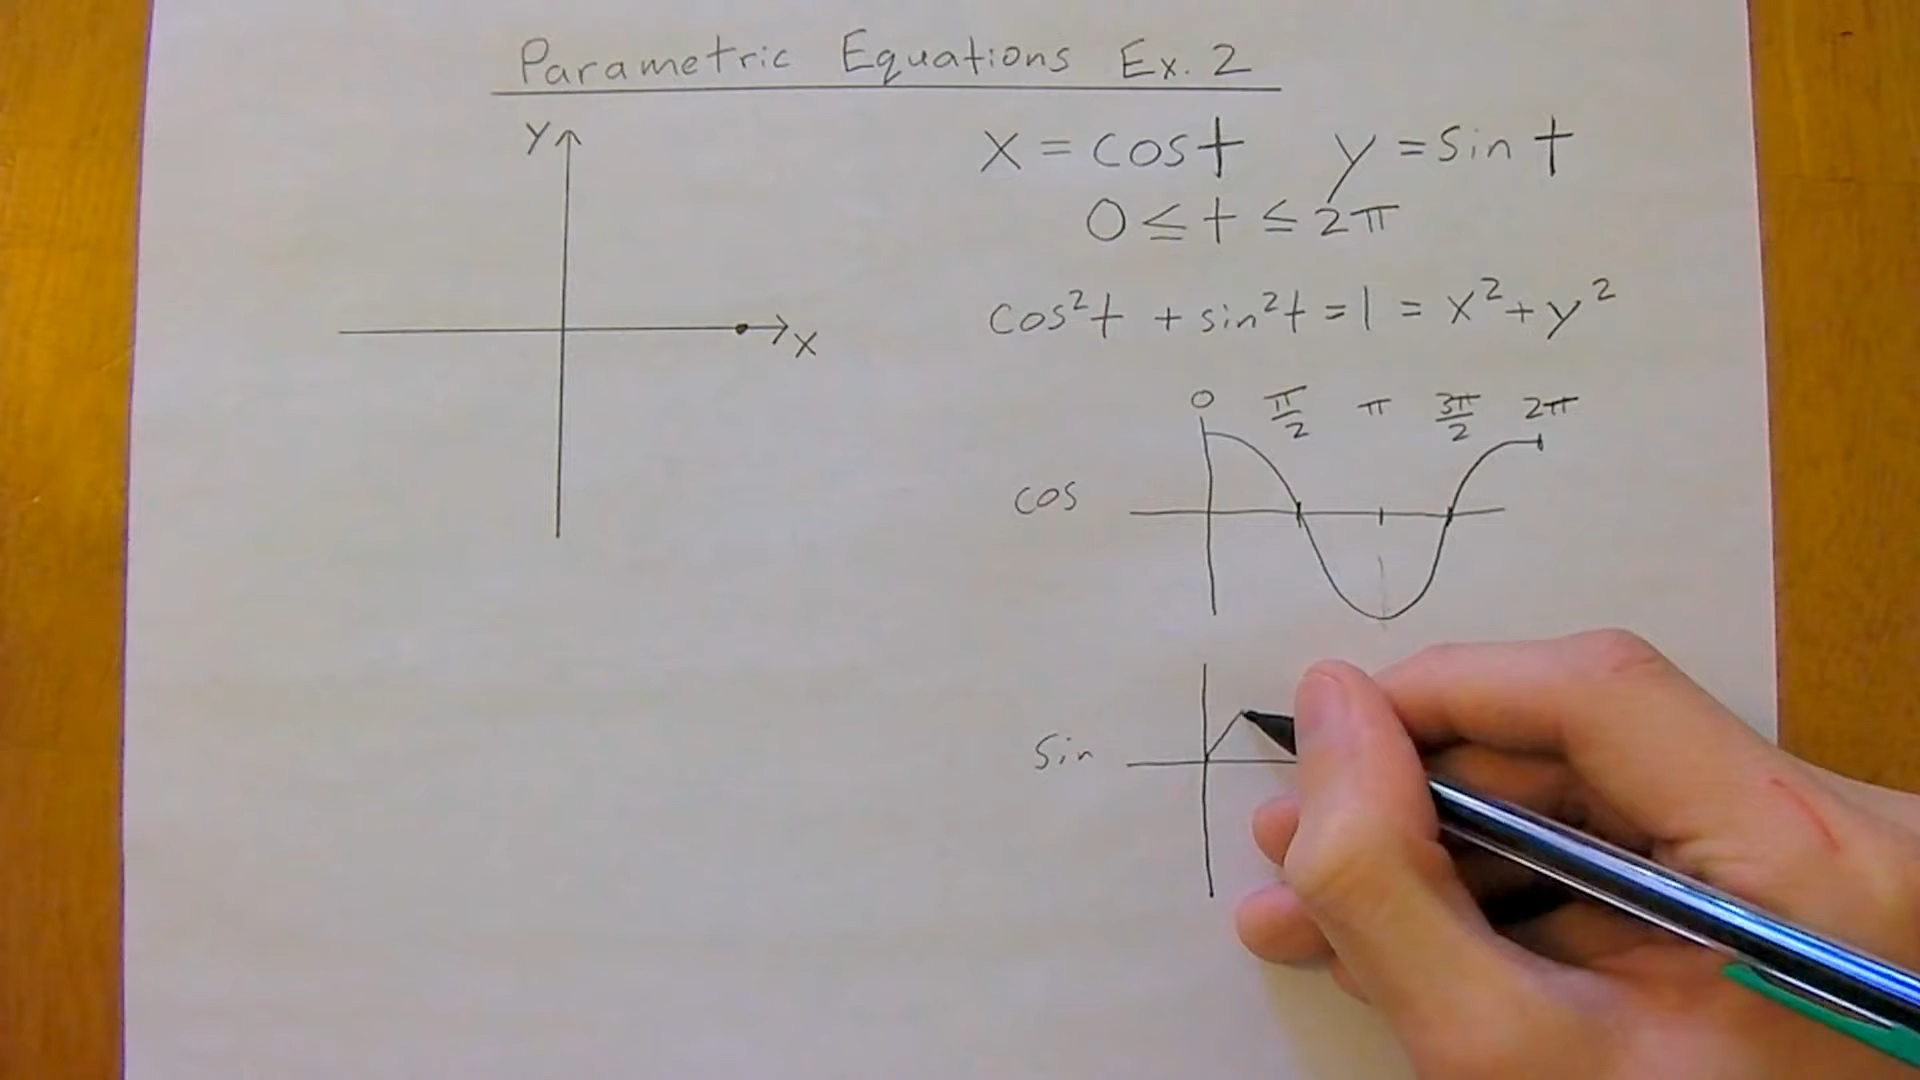 Parametric Equations Ex. 2
Y
X
x = cos t y = sin t
0 ≤ t ≤ 2π
cos²t + sin²t = 1 = x² + y²
0 π/2 π 3π/2 2π
cos
sin